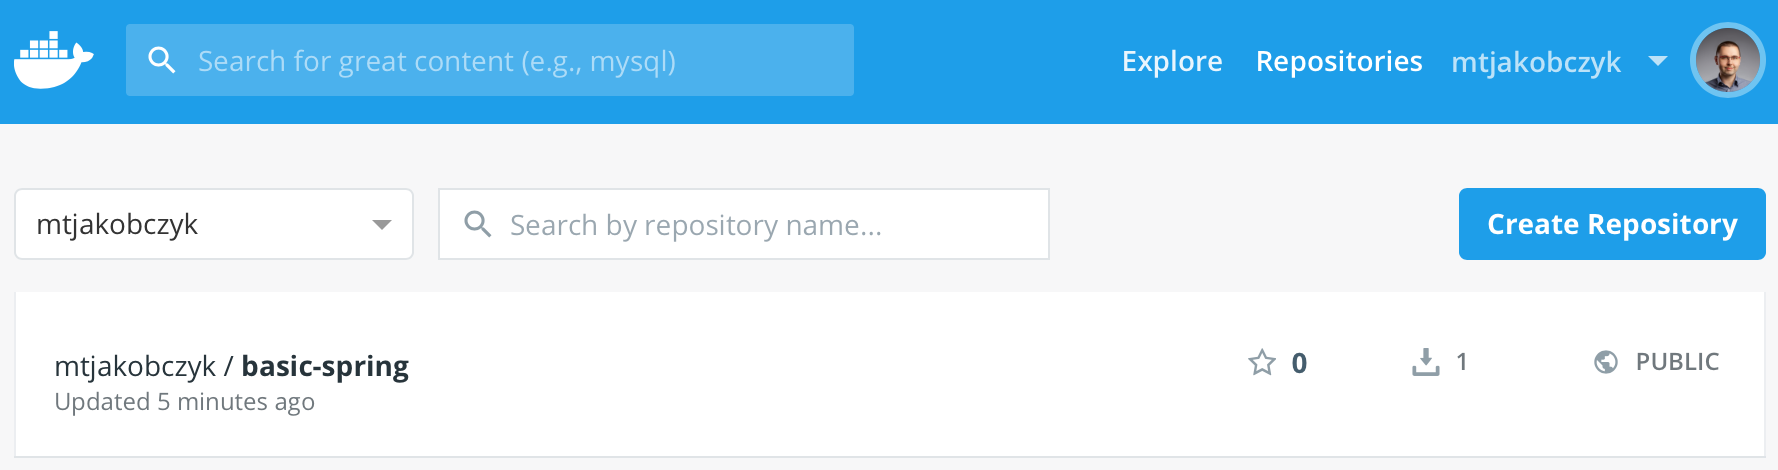 Search for great content (e.g., mysql)
Explore Repositories mtjakobczyk
mtjakobczyk
Search by repository name...
Create Repository
mtjakobczyk / basic-spring
0
1
PUBLIC
Updated 5 minutes ago